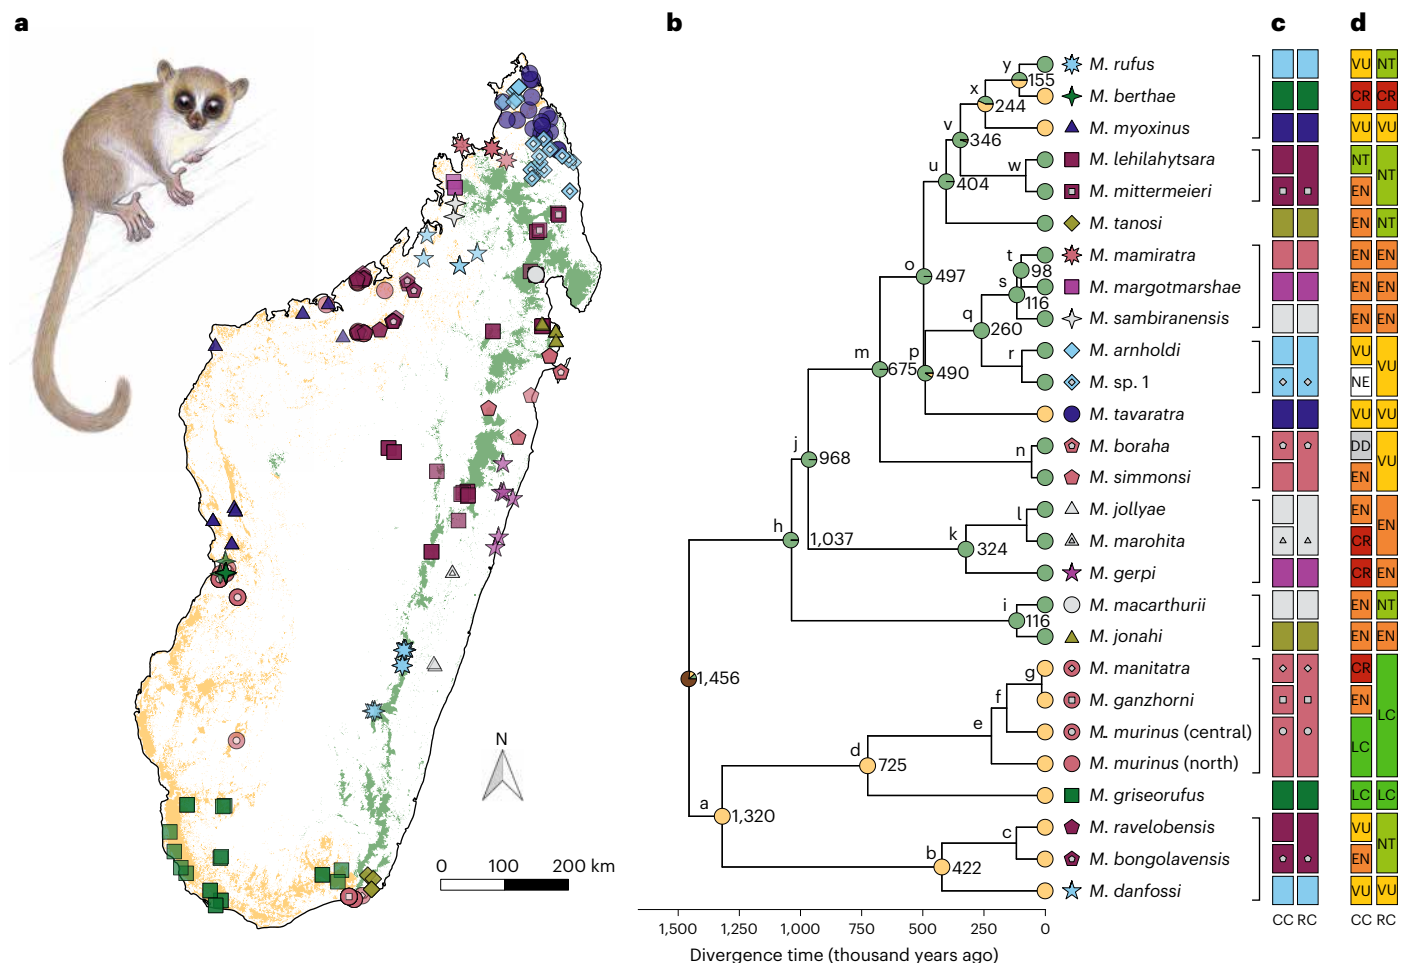 a
b
c
d
y
M. rufus
VU
NT
155
x
M. berthae
CR
CR
244
M. myoxinus
VU
VU
v
346
M. lehilahytsara
NT
NT
u
w
404
M. mittermeieri
EN
M. tanosi
EN
NT
t
M. mamiratra
EN
EN
o
497
98
s
M. margotmarshae
EN
EN
116
q
M. sambiranensis
EN
EN
260
m
p
r
M. arnholdi
VU
VU
675
490
M. sp. 1
NE
M. tavaratra
VU
VU
j
n
M. boraha
DD
VU
968
M. simmonsi
EN
l
M. jollyae
EN
EN
h
k
1,037
324
M. marohita
CR
M. gerpi
CR
EN
i
M. macarthurii
EN
NT
116
M. jonahi
EN
EN
1,456
g
M. manitatra
CR
LC
f
M. ganzhorni
EN
e
M. murinus (central)
LC
d
725
M. murinus (north)
M. griseorufus
LC
LC
a
1,320
c
M. ravelobensis
VU
NT
b
422
M. bongolavensis
EN
M. danfossi
VU
VU
N
0 100 200 km
CC RC
CC RC
1,500 1,250 1,000 750 500 250 0
Divergence time (thousand years ago)